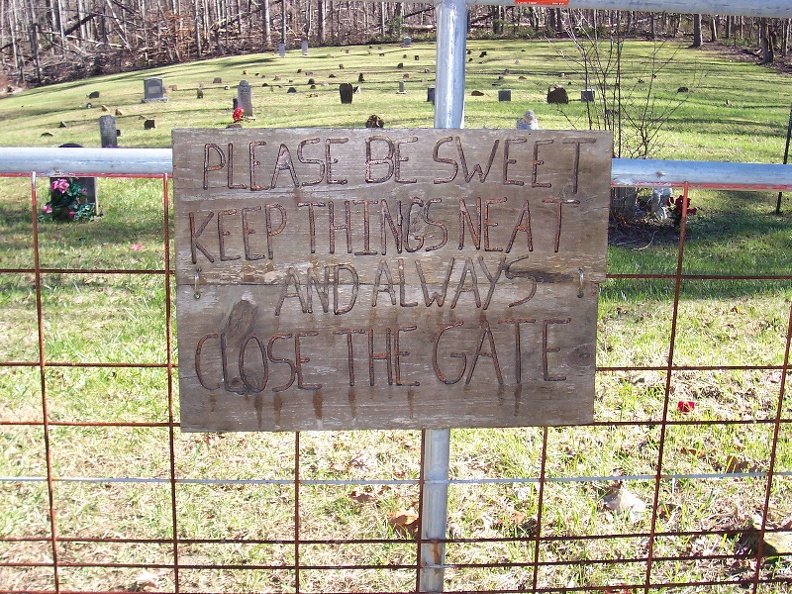 PLEASE BE SWEET
KEEP THINGS NEAT
AND ALWAYS
CLOSE THE GATE